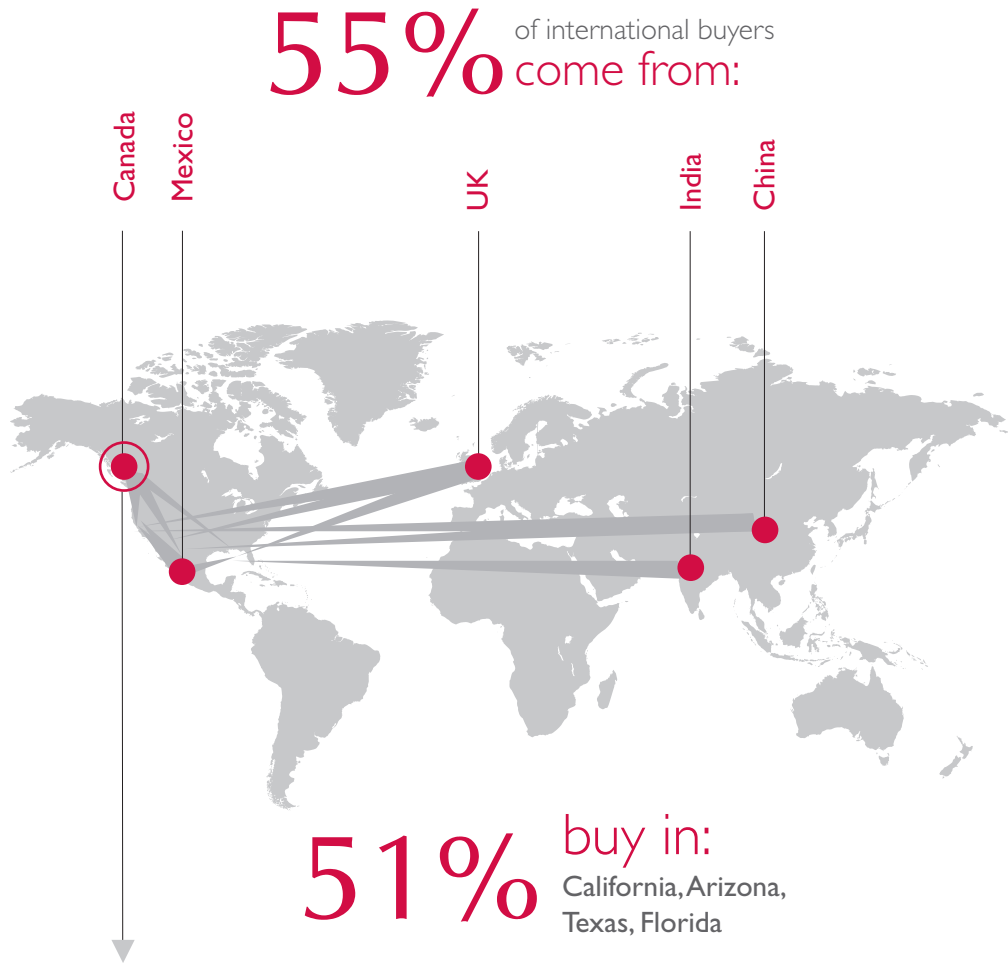 55% of international buyers
come from:
Canada
Mexico
UK
India
China
51% buy in:
California, Arizona,
Texas, Florida